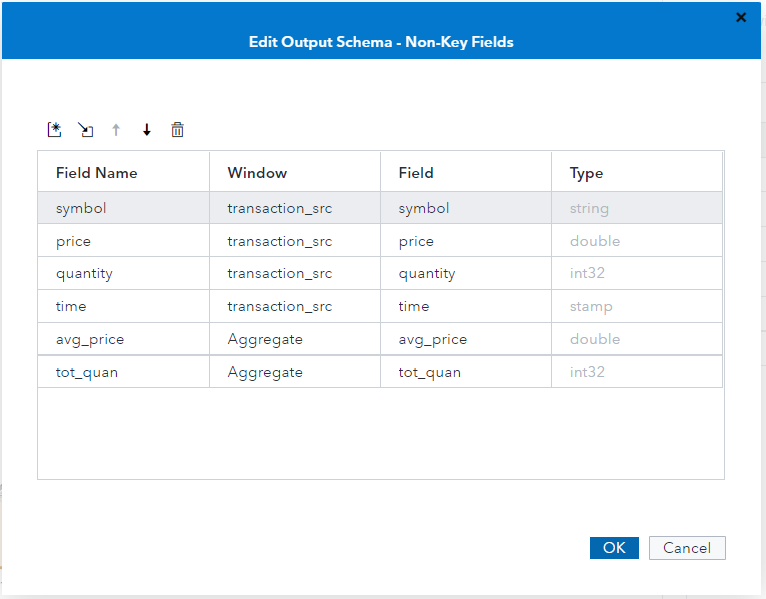 Edit Output Schema - Non-Key Fields
Field Name Window Field Type
symbol transaction_src symbol string
price transaction_src price double
quantity transaction_src quantity int32
time transaction_src time stamp
avg_price Aggregate avg_price double
tot_quan Aggregate tot_quan int32
OK Cancel